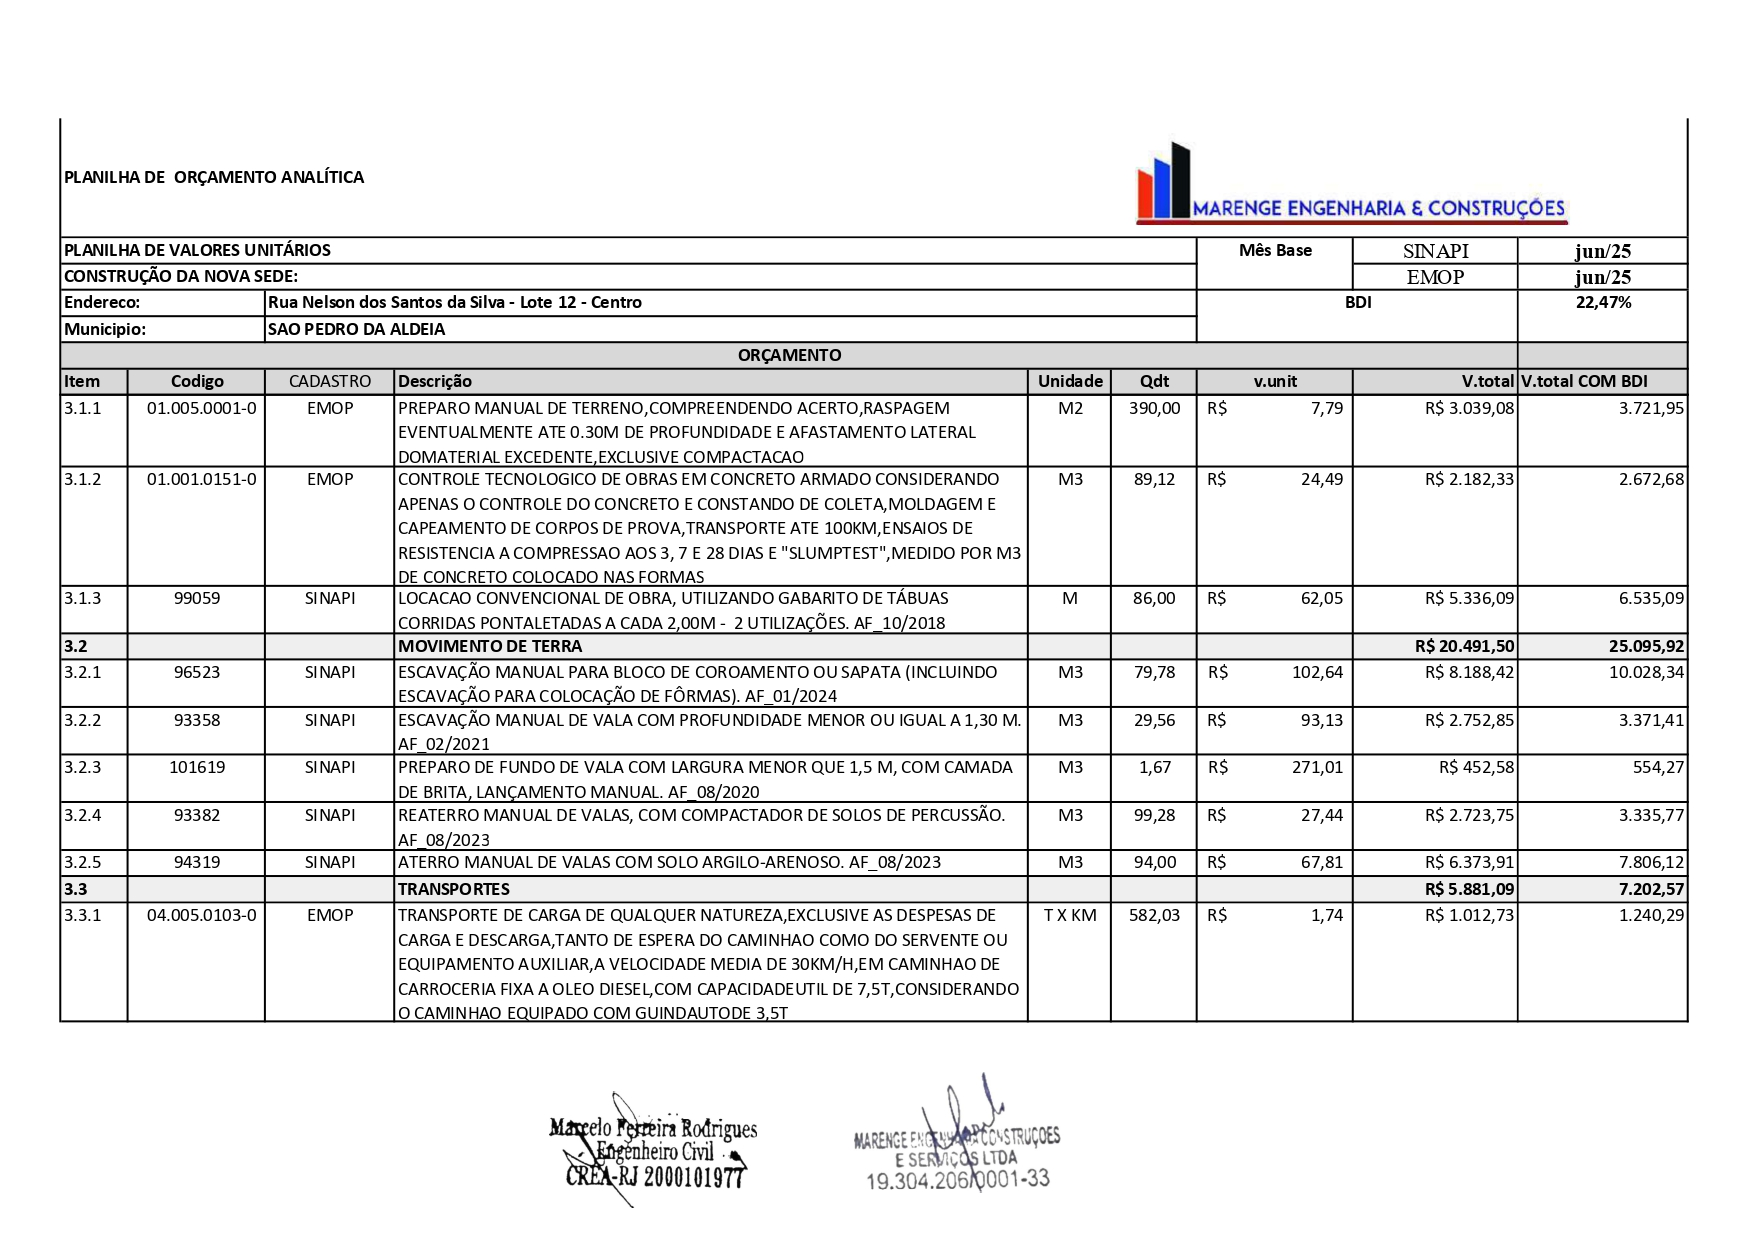 PLANILHA DE  ORÇAMENTO ANALÍTICA
MARENGE ENGENHARIA & CONSTRUÇÕES
PLANILHA DE VALORES UNITÁRIOS Mês Base SINAPI jun/25
CONSTRUÇÃO DA NOVA SEDE: EMOP jun/25
Endereco: Rua Nelson dos Santos da Silva - Lote 12 - Centro BDI 22,47%
Municipio: SAO PEDRO DA ALDEIA
ORÇAMENTO
Item Codigo CADASTRO Descrição Unidade Qdt v.unit V.total V.total COM BDI
3.1.1 01.005.0001-0 EMOP PREPARO MANUAL DE TERRENO,COMPREENDENDO ACERTO,RASPAGEM M2 390,00 R$ 7,79 R$ 3.039,08 3.721,95
EVENTUALMENTE ATE 0.30M DE PROFUNDIDADE E AFASTAMENTO LATERAL
DOMATERIAL EXCEDENTE,EXCLUSIVE COMPACTACAO
3.1.2 01.001.0151-0 EMOP CONTROLE TECNOLOGICO DE OBRAS EM CONCRETO ARMADO CONSIDERANDO M3 89,12 R$ 24,49 R$ 2.182,33 2.672,68
APENAS O CONTROLE DO CONCRETO E CONSTANDO DE COLETA,MOLDAGEM E
CAPEAMENTO DE CORPOS DE PROVA,TRANSPORTE ATE 100KM,ENSAIOS DE
RESISTENCIA A COMPRESSAO AOS 3, 7 E 28 DIAS E "SLUMPTEST",MEDIDO POR M3
DE CONCRETO COLOCADO NAS FORMAS
3.1.3 99059 SINAPI LOCACAO CONVENCIONAL DE OBRA, UTILIZANDO GABARITO DE TÁBUAS M 86,00 R$ 62,05 R$ 5.336,09 6.535,09
CORRIDAS PONTALETADAS A CADA 2,00M -  2 UTILIZAÇÕES. AF_10/2018
3.2 MOVIMENTO DE TERRA R$ 20.491,50 25.095,92
3.2.1 96523 SINAPI ESCAVAÇÃO MANUAL PARA BLOCO DE COROAMENTO OU SAPATA (INCLUINDO M3 79,78 R$ 102,64 R$ 8.188,42 10.028,34
ESCAVAÇÃO PARA COLOCAÇÃO DE FÔRMAS). AF_01/2024
3.2.2 93358 SINAPI ESCAVAÇÃO MANUAL DE VALA COM PROFUNDIDADE MENOR OU IGUAL A 1,30 M. M3 29,56 R$ 93,13 R$ 2.752,85 3.371,41
AF_02/2021
3.2.3 101619 SINAPI PREPARO DE FUNDO DE VALA COM LARGURA MENOR QUE 1,5 M, COM CAMADA M3 1,67 R$ 271,01 R$ 452,58 554,27
DE BRITA, LANÇAMENTO MANUAL. AF_08/2020
3.2.4 93382 SINAPI REATERRO MANUAL DE VALAS, COM COMPACTADOR DE SOLOS DE PERCUSSÃO. M3 99,28 R$ 27,44 R$ 2.723,75 3.335,77
AF_08/2023
3.2.5 94319 SINAPI ATERRO MANUAL DE VALAS COM SOLO ARGILO-ARENOSO. AF_08/2023 M3 94,00 R$ 67,81 R$ 6.373,91 7.806,12
3.3 TRANSPORTES R$ 5.881,09 7.202,57
3.3.1 04.005.0103-0 EMOP TRANSPORTE DE CARGA DE QUALQUER NATUREZA,EXCLUSIVE AS DESPESAS DE T X KM 582,03 R$ 1,74 R$ 1.012,73 1.240,29
CARGA E DESCARGA,TANTO DE ESPERA DO CAMINHAO COMO DO SERVENTE OU
EQUIPAMENTO AUXILIAR,A VELOCIDADE MEDIA DE 30KM/H,EM CAMINHAO DE
CARROCERIA FIXA A OLEO DIESEL,COM CAPACIDADEUTIL DE 7,5T,CONSIDERANDO
O CAMINHAO EQUIPADO COM GUINDAUTODE 3,5T
Marcelo Ferreira Rodrigues
Engenheiro Civil
CREA-RJ 2000101977
MARENGE ENGENHARIA CONSTRUÇOES
E SERVIÇOS LTDA
19.304.206/0001-33